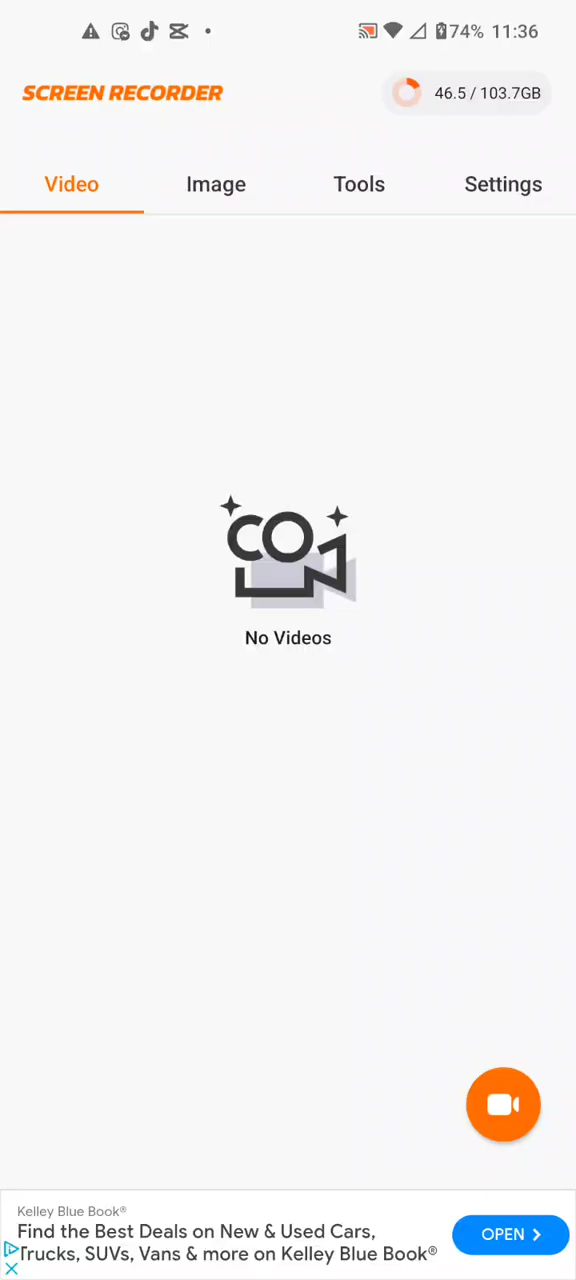 74% 11:36
SCREEN RECORDER
46.5 / 103.7GB
Video Image Tools Settings
No Videos
Kelley Blue Book®
Find the Best Deals on New & Used Cars,
Trucks, SUVs, Vans & more on Kelley Blue Book®
OPEN